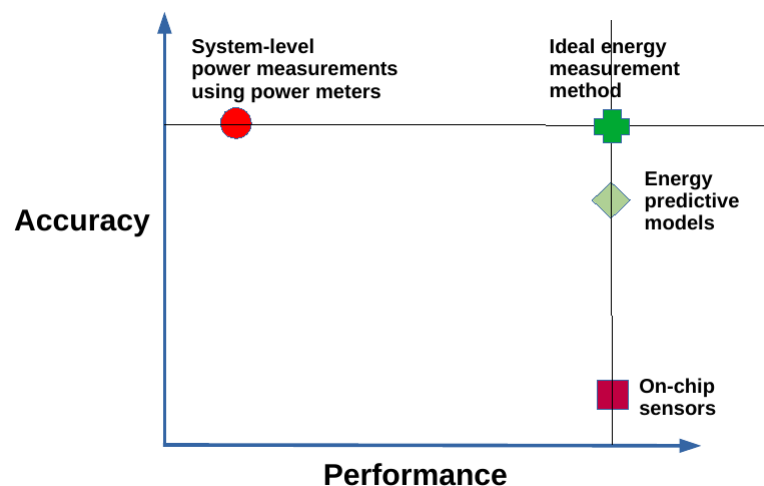 System-level
power measurements
using power meters
Ideal energy
measurement
method
Energy
predictive
models
Accuracy
On-chip
sensors
Performance